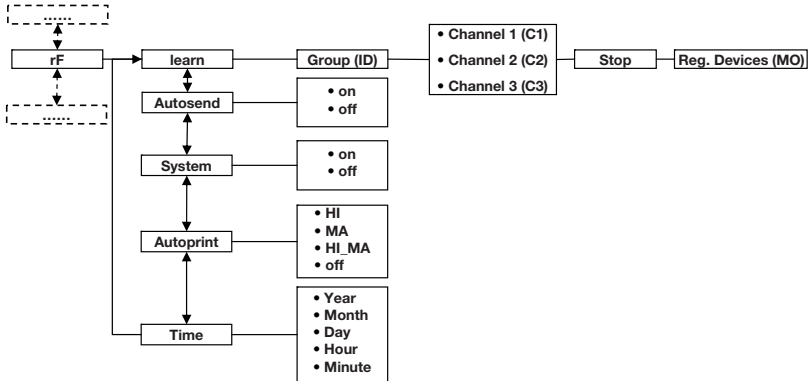 ......
rF
......
learn
Group (ID)
• Channel 1 (C1)
• Channel 2 (C2)
• Channel 3 (C3)
Stop
Reg. Devices (MO)
Autosend
• on
• off
System
• on
• off
Autoprint
• HI
• MA
• HI_MA
• off
Time
• Year
• Month
• Day
• Hour
• Minute